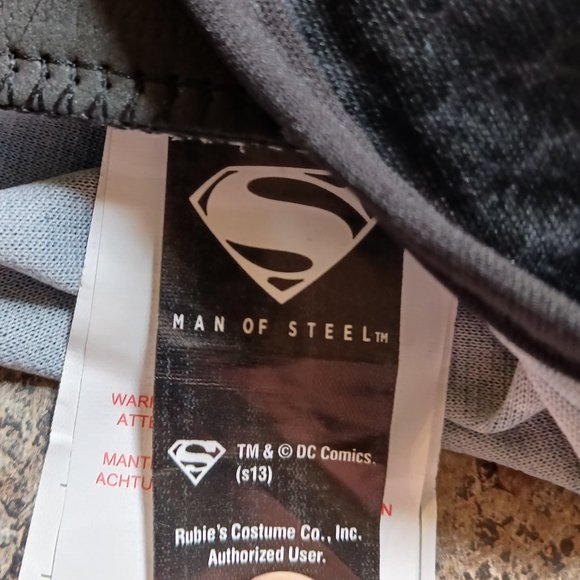 MAN OF STEEL™
TM & © DC Comics.
(s13)
Rubie's Costume Co., Inc.
Authorized User.